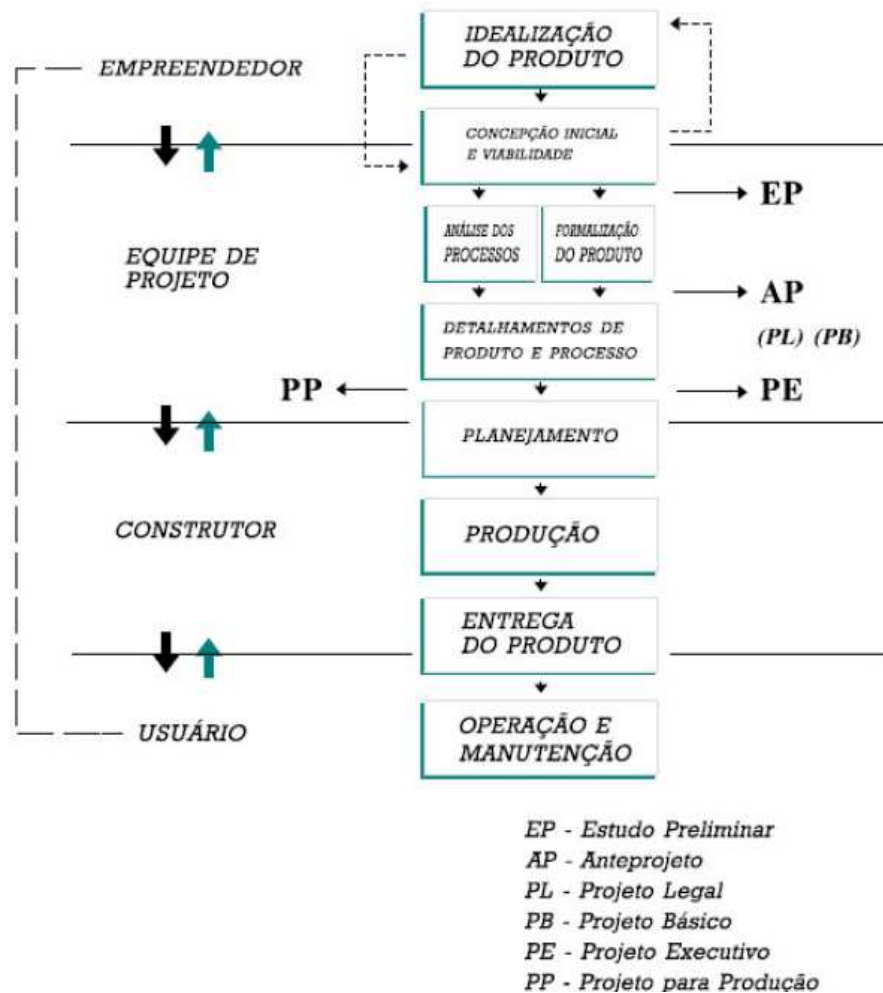 IDEALIZAÇÃO
DO PRODUTO
EMPREENDEDOR
CONCEPÇÃO INICIAL
E VIABILIDADE
EP
ANÁLISE DOS
PROCESSOS
FORMALIZAÇÃO
DO PRODUTO
EQUIPE DE
PROJETO
AP
(PL) (PB)
DETALHAMENTOS DE
PRODUTO E PROCESSO
PP
PE
PLANEJAMENTO
CONSTRUTOR
PRODUÇÃO
ENTREGA
DO PRODUTO
USUÁRIO
OPERAÇÃO E
MANUTENÇÃO
EP - Estudo Preliminar
AP - Anteprojeto
PL - Projeto Legal
PB - Projeto Básico
PE - Projeto Executivo
PP - Projeto para Produção